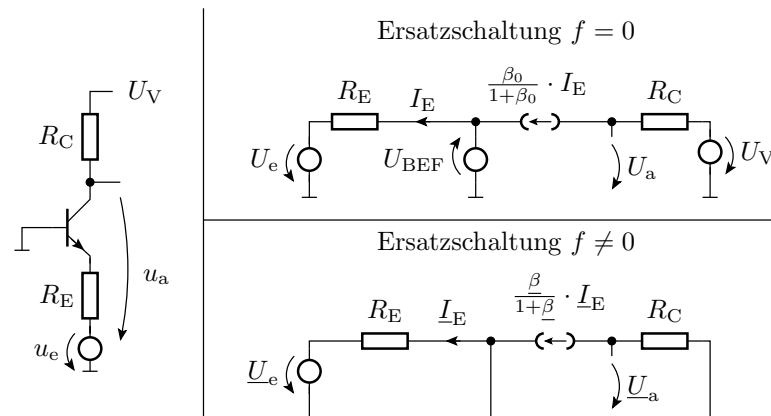 U_V
R_C
R_E
u_a
u_e
Ersatzschaltung f = 0
R_E
I_E
β_0/(1+β_0) · I_E
R_C
U_e
U_BEF
U_a
U_V
Ersatzschaltung f ≠ 0
R_E
I_E
β/(1+β) · I_E
R_C
U_e
U_a